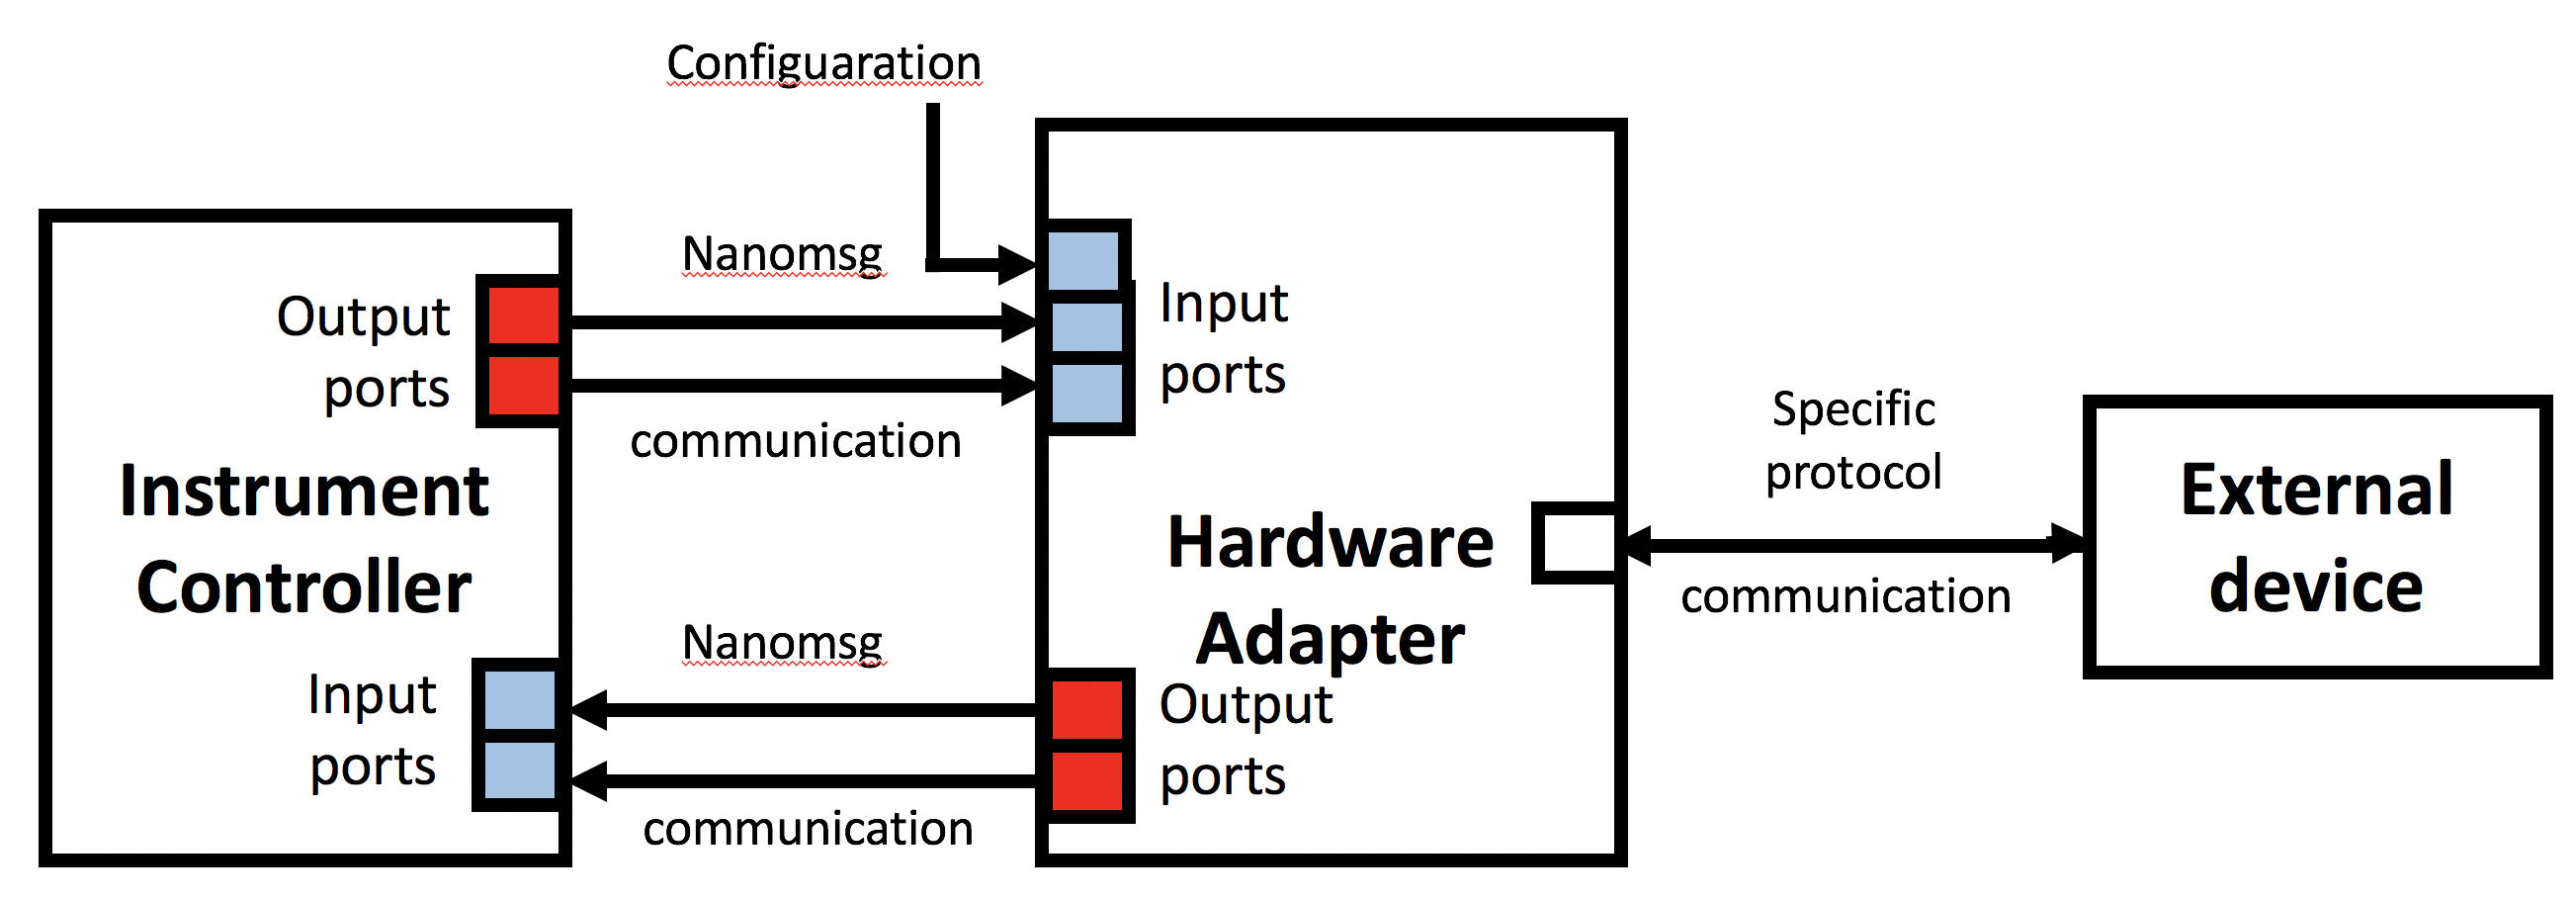 Configuaration
Nanomsg
communication
Output
ports
Instrument
Controller
Input
ports
Nanomsg
communication
Input
ports
Hardware
Adapter
Output
ports
Specific
protocol
communication
External
device